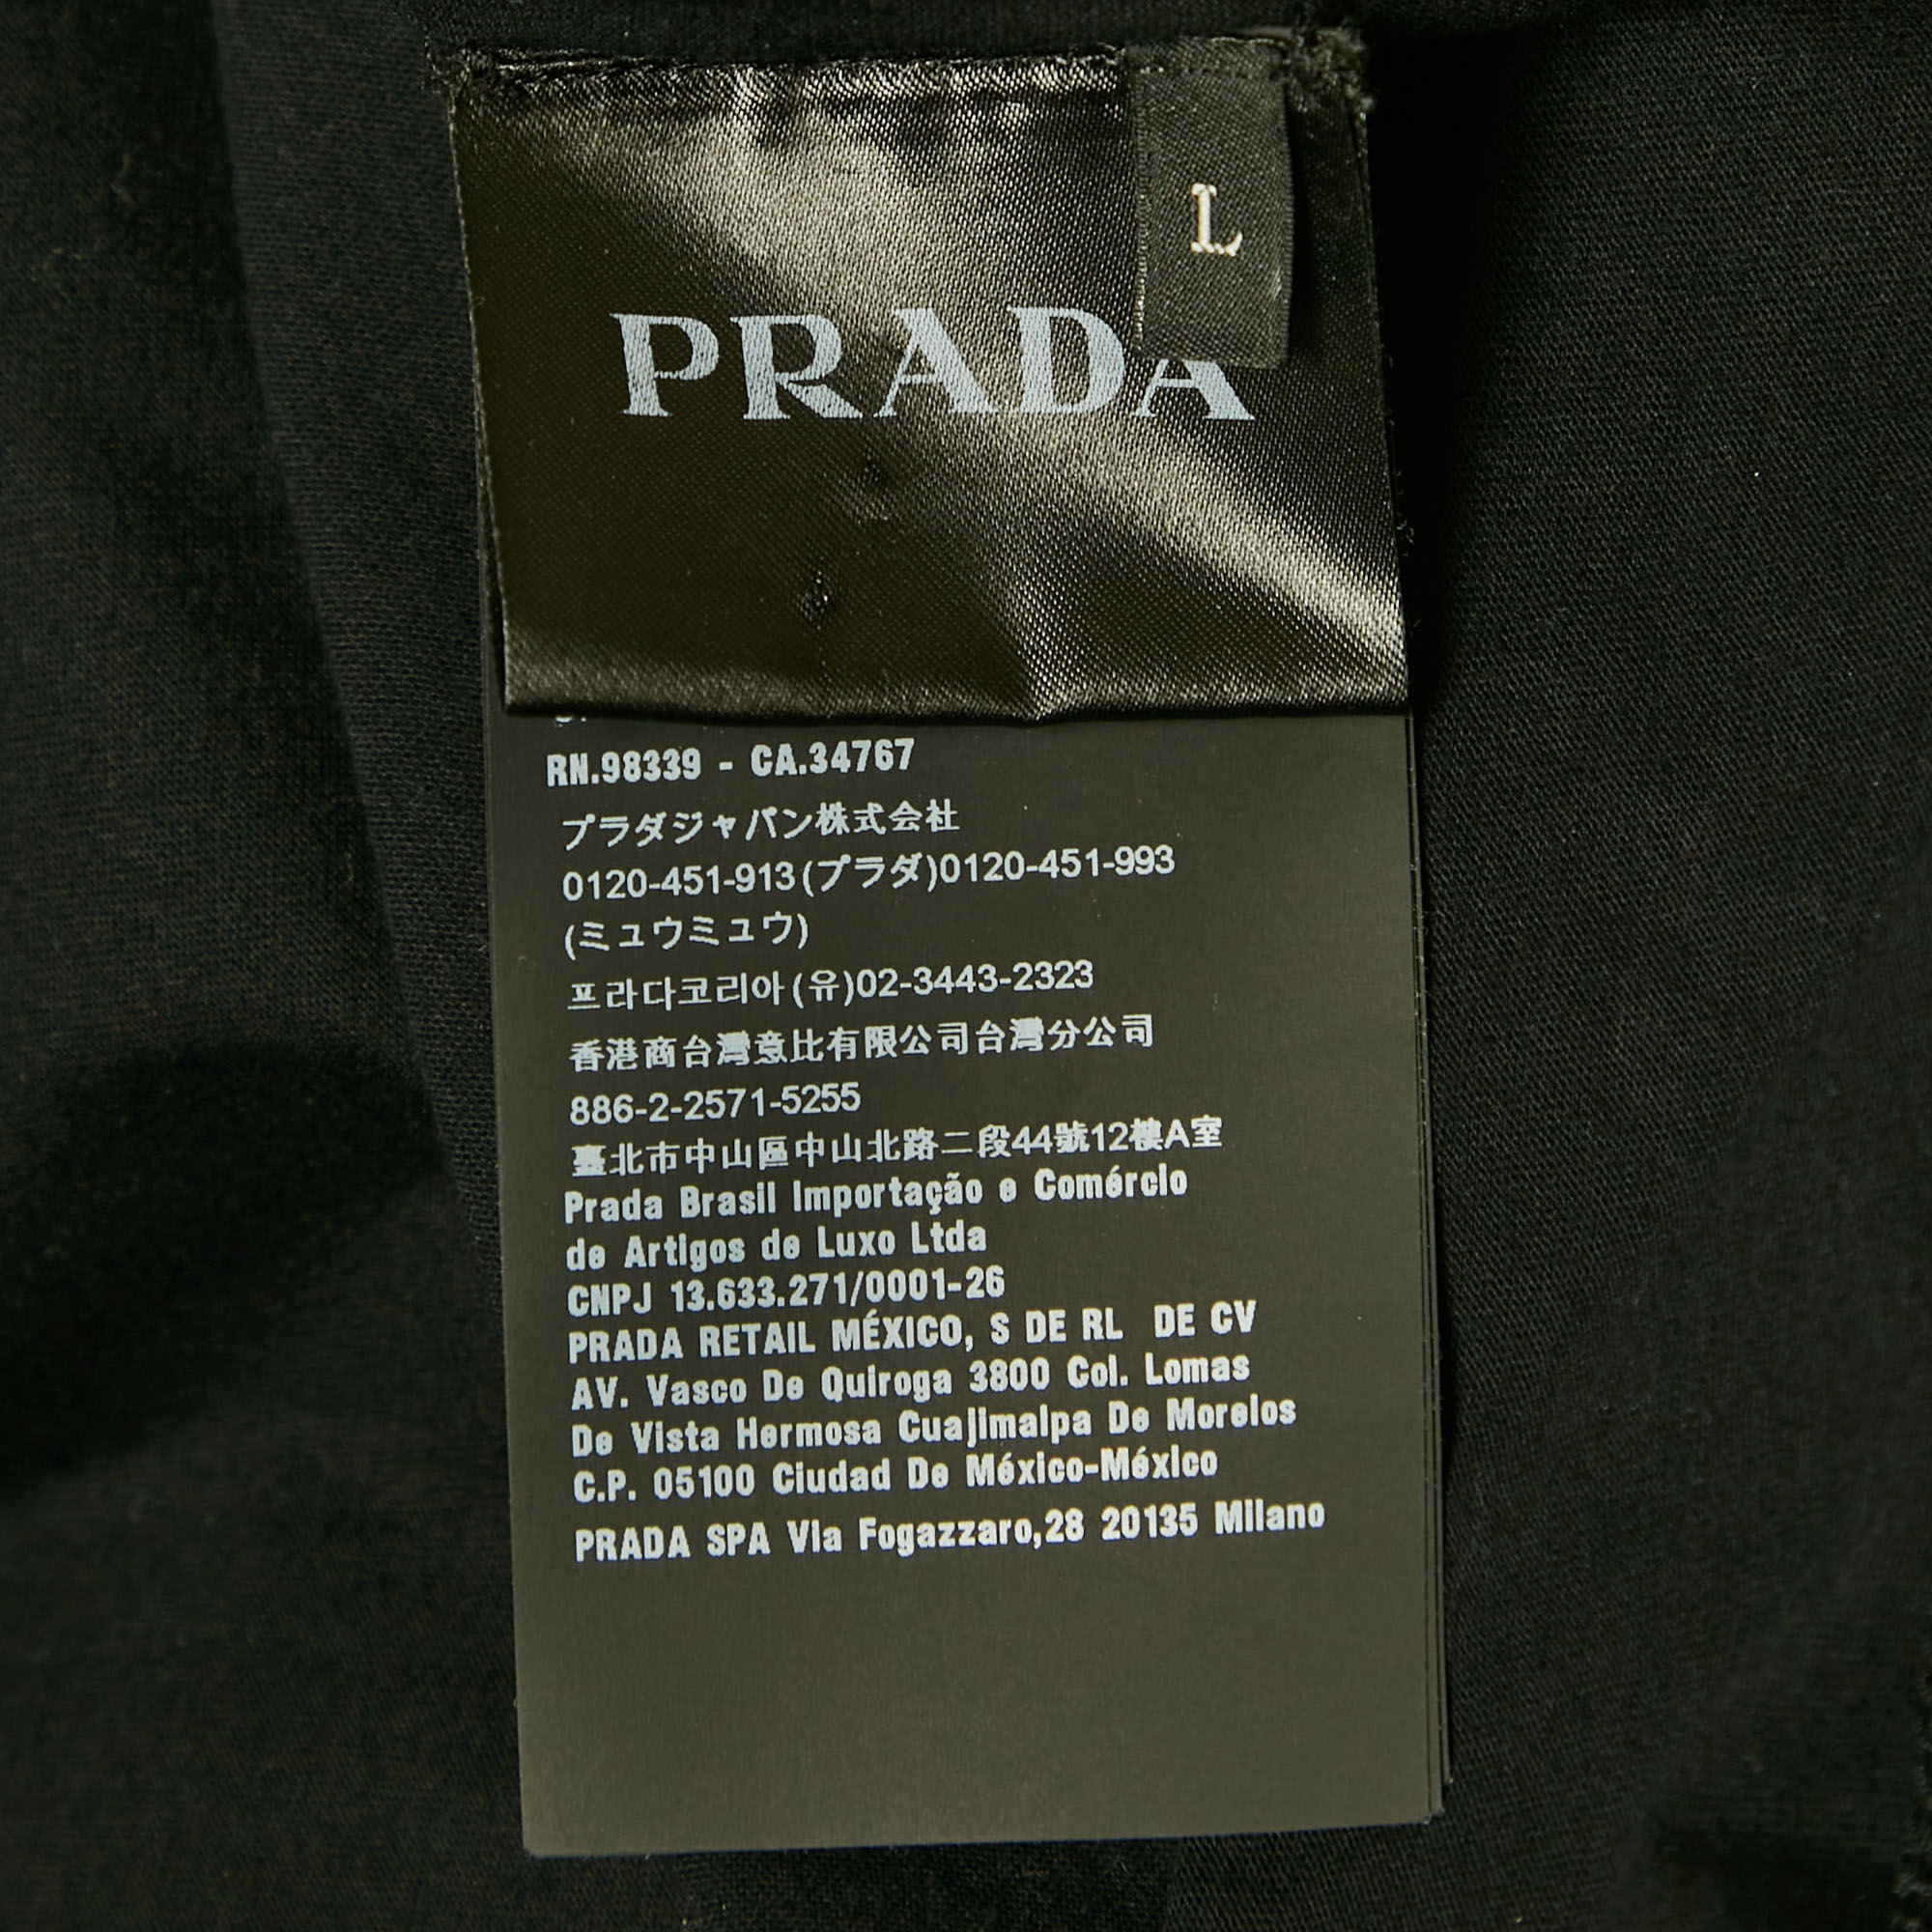 L
PRADA
RN.98339 - CA.34767
プラダジャパン株式会社
0120-451-913(プラダ)0120-451-993
(ミュウミュウ)
프라다코리아(유)02-3443-2323
香港商台灣意比有限公司台灣分公司
886-2-2571-5255
臺北市中山區中山北路二段44號12樓A室
Prada Brasil Importação e Comércio
de Artigos de Luxo Ltda
CNPJ 13.633.271/0001-26
PRADA RETAIL MÉXICO, S DE RL DE CV
AV. Vasco De Quiroga 3800 Col. Lomas
De Vista Hermosa Cuajimalpa De Morelos
C.P. 05100 Ciudad De México-México
PRADA SPA Via Fogazzaro,28 20135 Milano